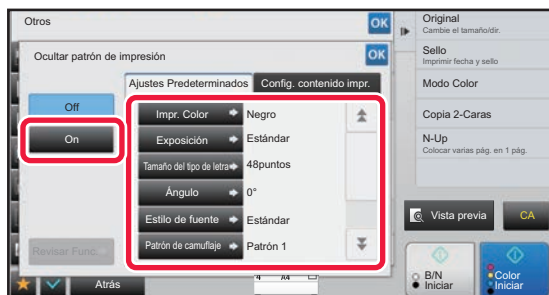 Otros
OK
Ocultar patrón de impresión
OK
Ajustes Predeterminados
Config. contenido impr.
Off
On
Impr. Color
Negro
Exposición
Estándar
Tamaño del tipo de letra
48puntos
Ángulo
0°
Estilo de fuente
Estándar
Patrón de camuflaje
Patrón 1
Revisar Func.
Atrás
A4
Original
Cambie el tamaño/dir.
Sello
Imprimir fecha y sello
Modo Color
Copia 2-Caras
N-Up
Colocar varias pág. en 1 pág.
Vista previa
CA
B/N
Iniciar
Color
Iniciar